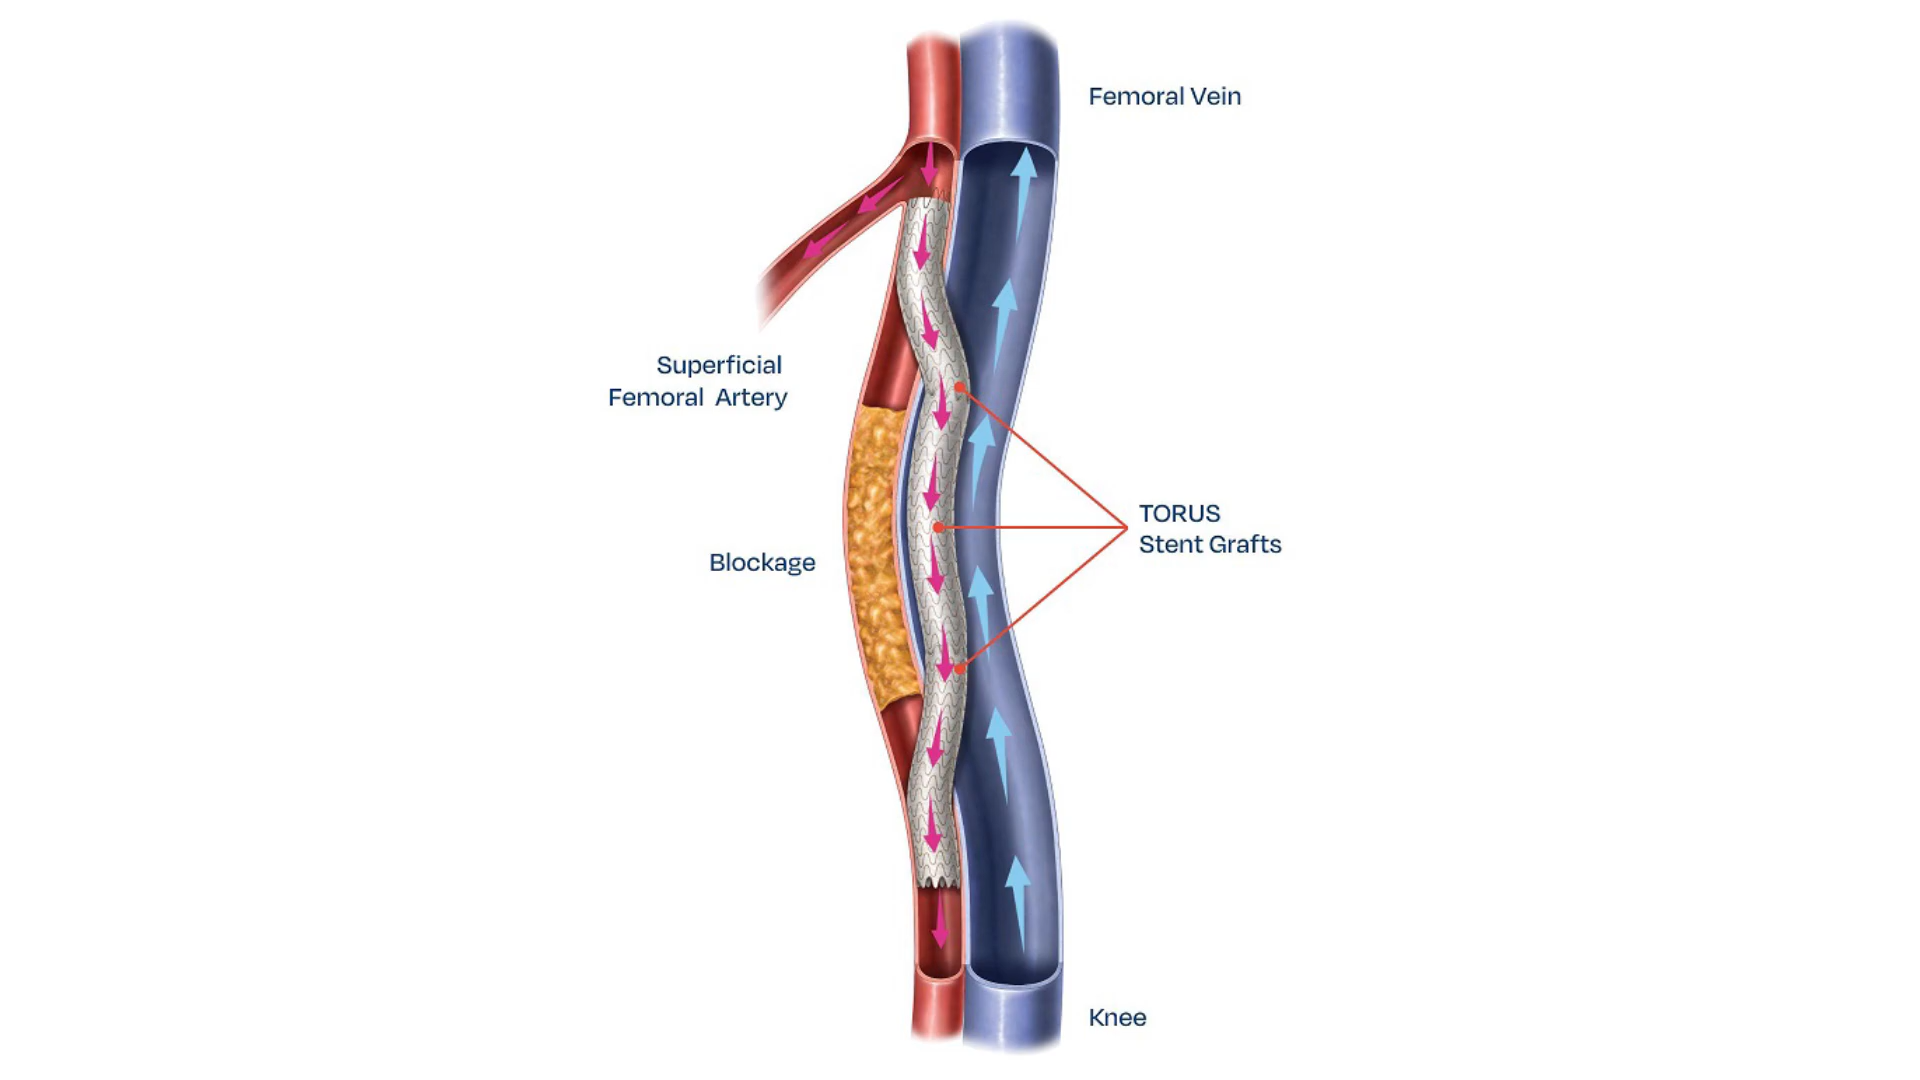 Femoral Vein
Superficial
Femoral Artery
TORUS
Stent Grafts
Blockage
Knee